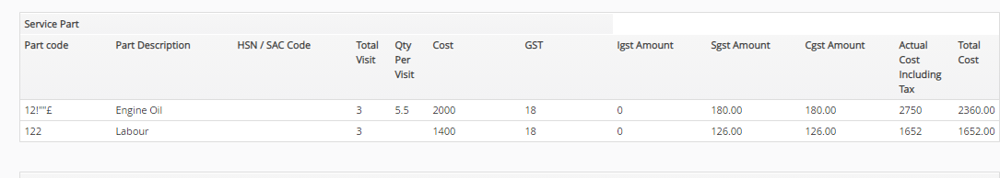 Service Part
Part code Part Description HSN / SAC Code Total Visit Qty Per Visit Cost GST Igst Amount Sgst Amount Cgst Amount Actual Cost Including Tax Total Cost
12!""£ Engine Oil 3 5.5 2000 18 0 180.00 180.00 2750 2360.00
122 Labour 3 1400 18 0 126.00 126.00 1652 1652.00